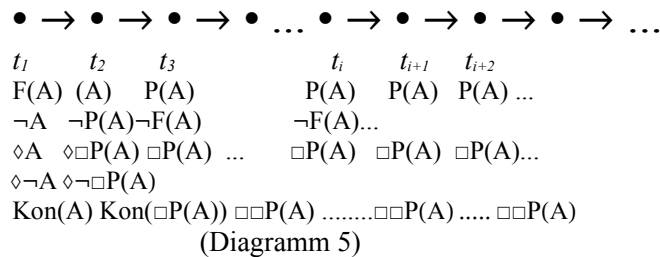 • → • → • → • ... • → • → • → • → ...
t₁ t₂ t₃ tᵢ tᵢ₊₁ tᵢ₊₂
F(A) (A) P(A) P(A) P(A) P(A) ...
¬A ¬P(A)¬F(A) ¬F(A)...
◊A ◊□P(A) □P(A) ... □P(A) □P(A) □P(A)...
◊¬A ◊¬□P(A)
Kon(A) Kon(□P(A)) □□P(A) ........□□P(A) ..... □□P(A)
(Diagramm 5)